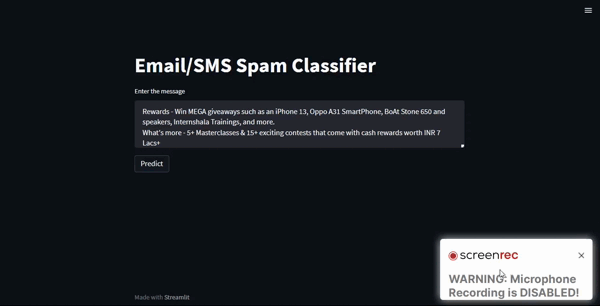 Email/SMS Spam Classifier
Enter the message
Rewards - Win MEGA giveaways such as an iPhone 13, Oppo A31 SmartPhone, BoAt Stone 650 and
speakers, Internshala Trainings, and more.
What's more - 5+ Masterclasses & 15+ exciting contests that come with cash rewards worth INR 7
Lacs+
Predict
screenrec
WARNING: Microphone
Recording is DISABLED!
Made with Streamlit